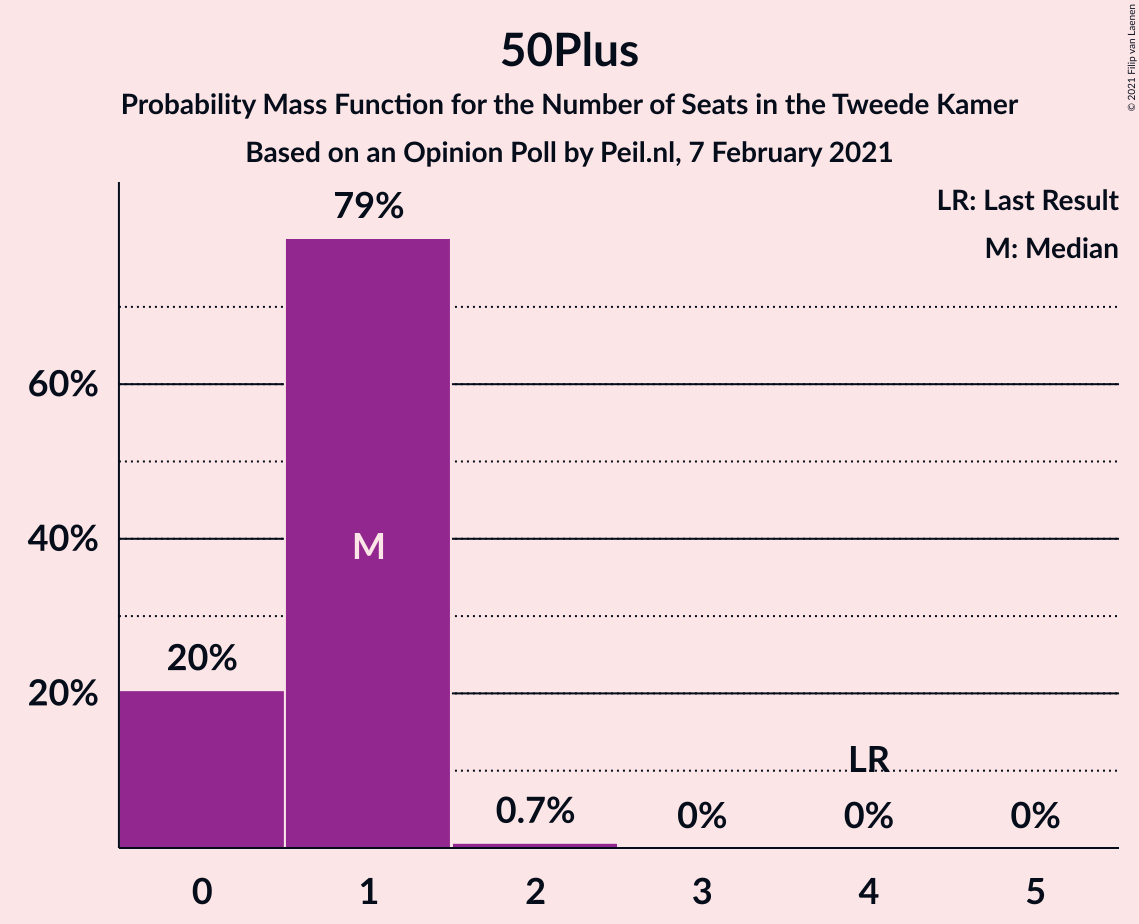 50Plus
Probability Mass Function for the Number of Seats in the Tweede Kamer
Based on an Opinion Poll by Peil.nl, 7 February 2021
© 2021 Filip van Laenen
LR: Last Result
M: Median
79%
60%
M
40%
20%
20%
LR
0.7%
0%
0%
0%
0
1
2
3
4
5